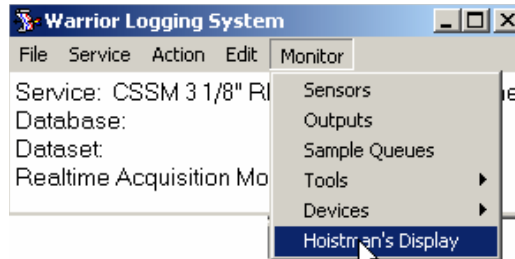 Warrior Logging System
File Service Action Edit Monitor
Service: CSSM 3 1/8"
Database:
Dataset:
Realtime Acquisition
Sensors
Outputs
Sample Queues
Tools
Devices
Hoistman's Display